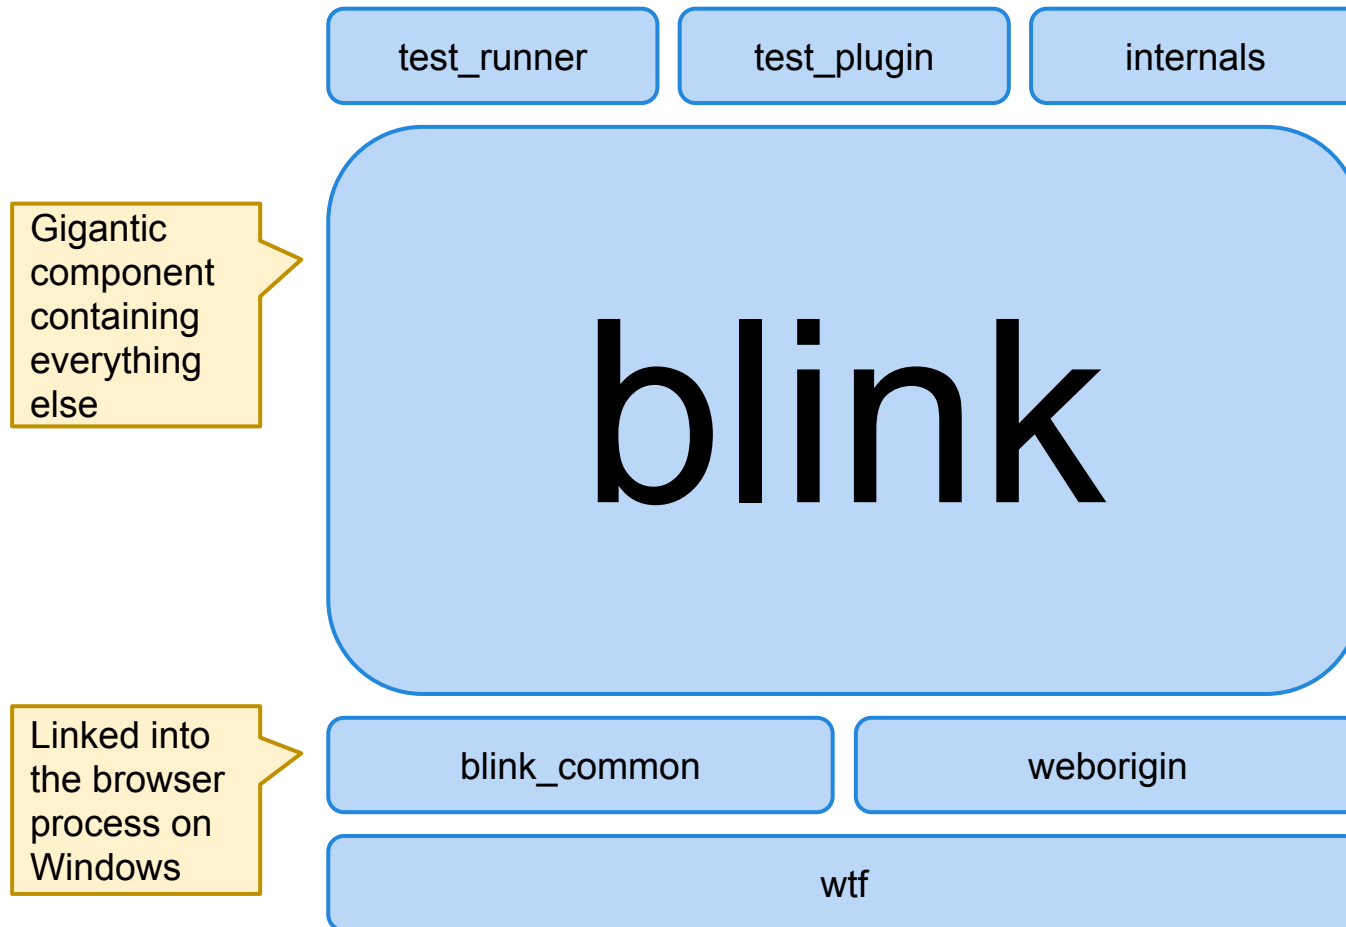 test_runner
test_plugin
internals
Gigantic
component
containing
everything
else
blink
Linked into
the browser
process on
Windows
blink_common
weborigin
wtf